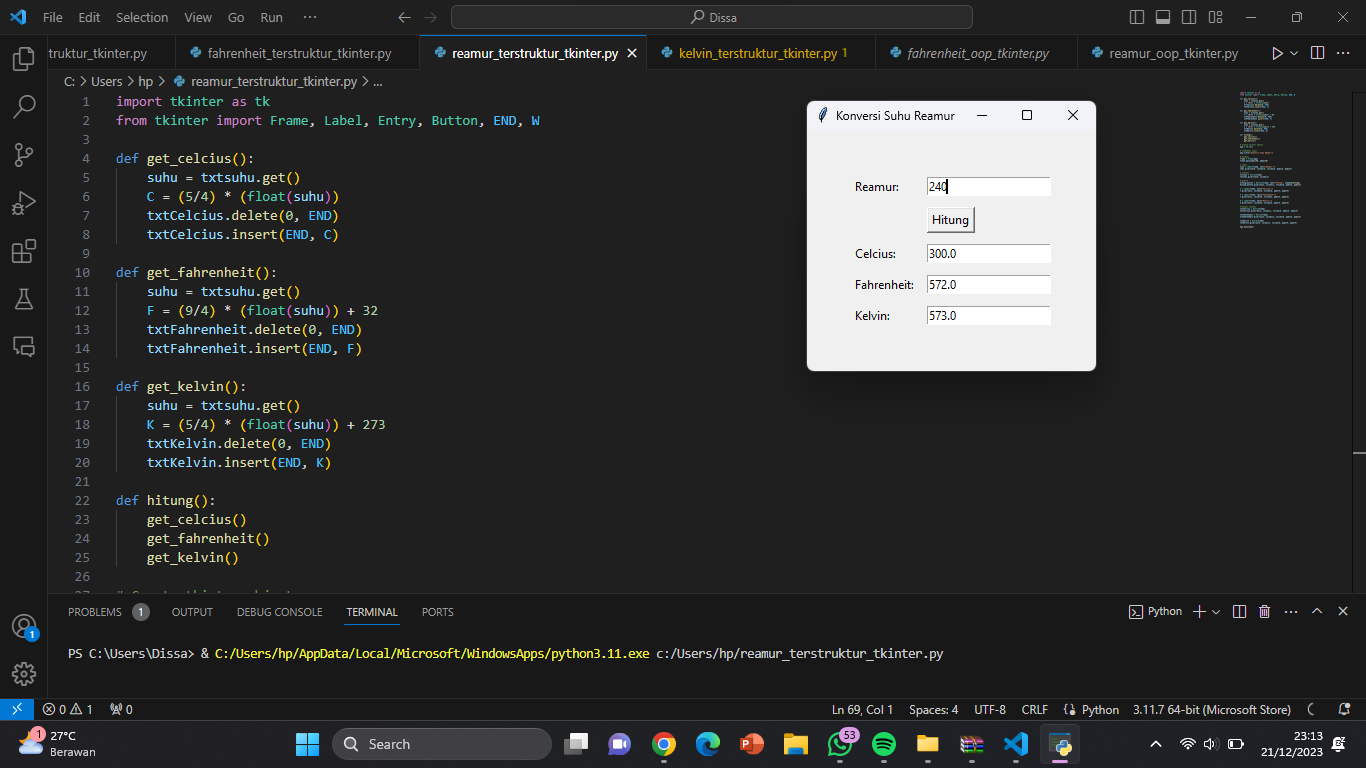 File Edit Selection View Go Run ··· Dissa
truktur_tkinter.py fahrenheit_terstruktur_tkinter.py reamur_terstruktur_tkinter.py kelvin_terstruktur_tkinter.py 1 fahrenheit_oop_tkinter.py reamur_oop_tkinter.py
C: > Users > hp > reamur_terstruktur_tkinter.py > ...
1 import tkinter as tk
2 from tkinter import Frame, Label, Entry, Button, END, W
3
4 def get_celcius():
5 suhu = txtsuhu.get()
6 C = (5/4) * (float(suhu))
7 txtCelcius.delete(0, END)
8 txtCelcius.insert(END, C)
9
10 def get_fahrenheit():
11 suhu = txtsuhu.get()
12 F = (9/4) * (float(suhu)) + 32
13 txtFahrenheit.delete(0, END)
14 txtFahrenheit.insert(END, F)
15
16 def get_kelvin():
17 suhu = txtsuhu.get()
18 K = (5/4) * (float(suhu)) + 273
19 txtKelvin.delete(0, END)
20 txtKelvin.insert(END, K)
21
22 def hitung():
23 get_celcius()
24 get_fahrenheit()
25 get_kelvin()
26
Konversi Suhu Reamur
Reamur: 240
Hitung
Celcius: 300.0
Fahrenheit: 572.0
Kelvin: 573.0
PROBLEMS 1 OUTPUT DEBUG CONSOLE TERMINAL PORTS Python
PS C:\Users\Dissa> & C:/Users/hp/AppData/Local/Microsoft/WindowsApps/python3.11.exe c:/Users/hp/reamur_terstruktur_tkinter.py
1
0 1 0 Ln 69, Col 1 Spaces: 4 UTF-8 CRLF Python 3.11.7 64-bit (Microsoft Store)
1 27°C
Berawan
Search
53
23:13
21/12/2023